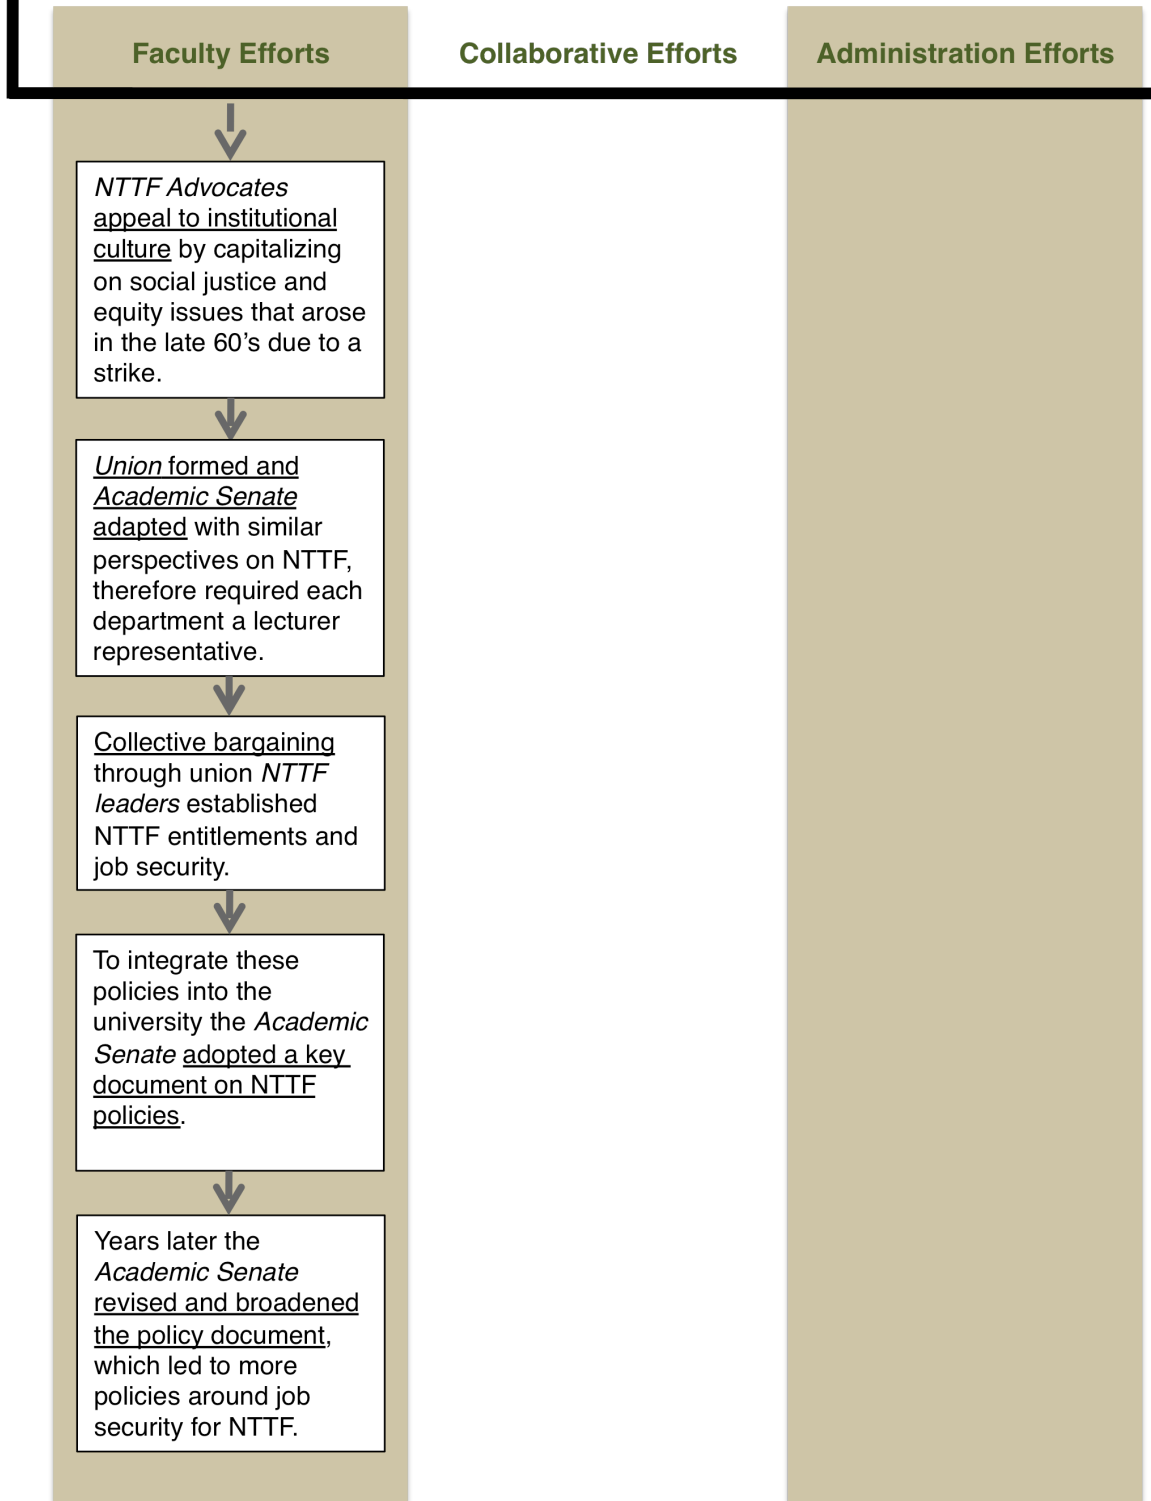 Faculty Efforts
Collaborative Efforts
Administration Efforts
NTTF Advocates
appeal to institutional
culture by capitalizing
on social justice and
equity issues that arose
in the late 60’s due to a
strike.
Union formed and
Academic Senate
adapted with similar
perspectives on NTTF,
therefore required each
department a lecturer
representative.
Collective bargaining
through union NTTF
leaders established
NTTF entitlements and
job security.
To integrate these
policies into the
university the Academic
Senate adopted a key
document on NTTF
policies.
Years later the
Academic Senate
revised and broadened
the policy document,
which led to more
policies around job
security for NTTF.